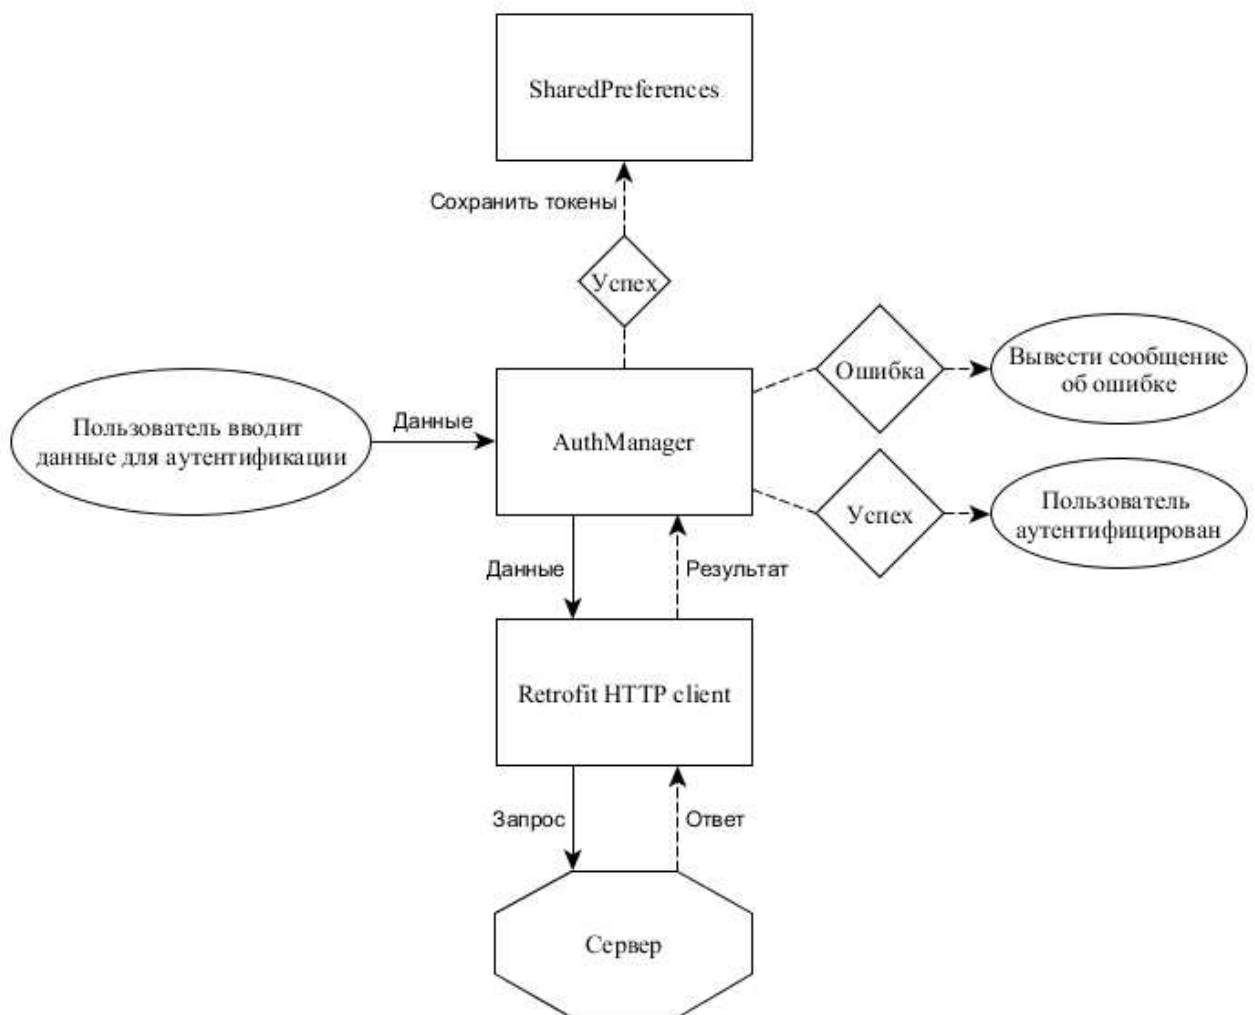 SharedPreferences
Сохранить токены
Успех
Ошибка
Вывести сообщение
об ошибке
Пользователь вводит
данные для аутентификации
Данные
AuthManager
Успех
Пользователь
аутентифицирован
Данные
Результат
Retrofit HTTP client
Запрос
Ответ
Сервер